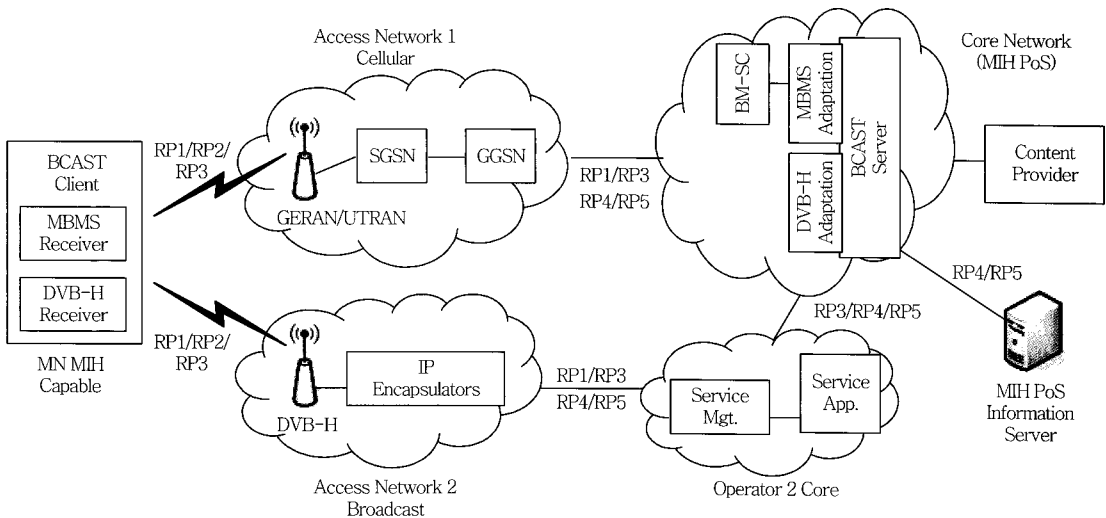 Access Network 1
Cellular
SGSN
GGSN
GERAN/UTRAN
RP1/RP2/
RP3
BCAST
Client
MBMS
Receiver
DVB-H
Receiver
MN MIH
Capable
RP1/RP2/
RP3
IP
Encapsulators
DVB-H
Access Network 2
Broadcast
RP1/RP3
RP4/RP5
RP1/RP3
RP4/RP5
BM-SC
MBMS
Adaptation
DVB-H
Adaptation
BCAST
Server
Core Network
(MIH PoS)
Content
Provider
RP4/RP5
RP3/RP4/RP5
Service
Mgt.
Service
App.
Operator 2 Core
MIH PoS
Information
Server